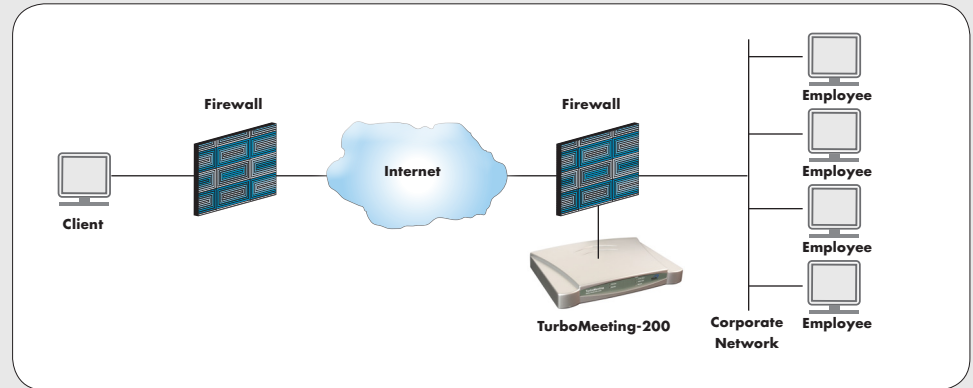 Firewall
Firewall
Employee
Employee
Internet
Client
Employee
TurboMeeting-200
Corporate
Network
Employee